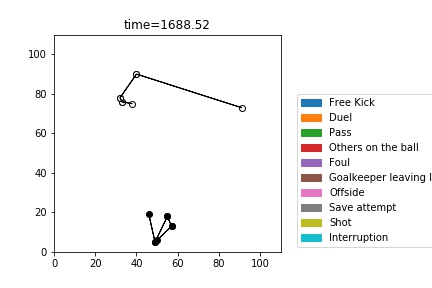 time=1688.52
100
80
60
40
20
0
0 20 40 60 80 100
Free Kick
Duel
Pass
Others on the ball
Foul
Goalkeeper leaving l
Offside
Save attempt
Shot
Interruption